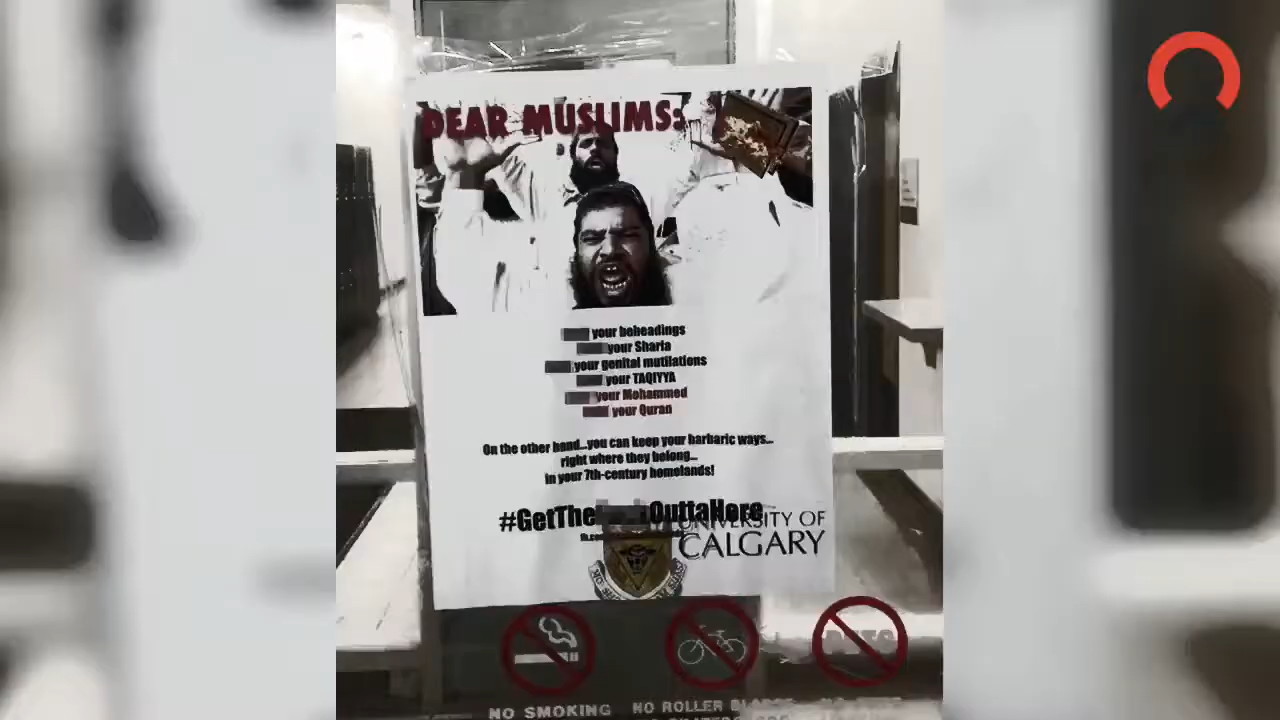 DEAR MUSLIMS:
your beheadings
your Sharia
your genital mutilations
your TAQIYYA
your Mohammed
your Quran
On the other hand...you can keep your barbaric ways...
right where they belong...
in your 7th-century homelands!
#GetThe OuttaHere
UNIVERSITY OF
CALGARY
NO SMOKING
NO ROLLER BLADES